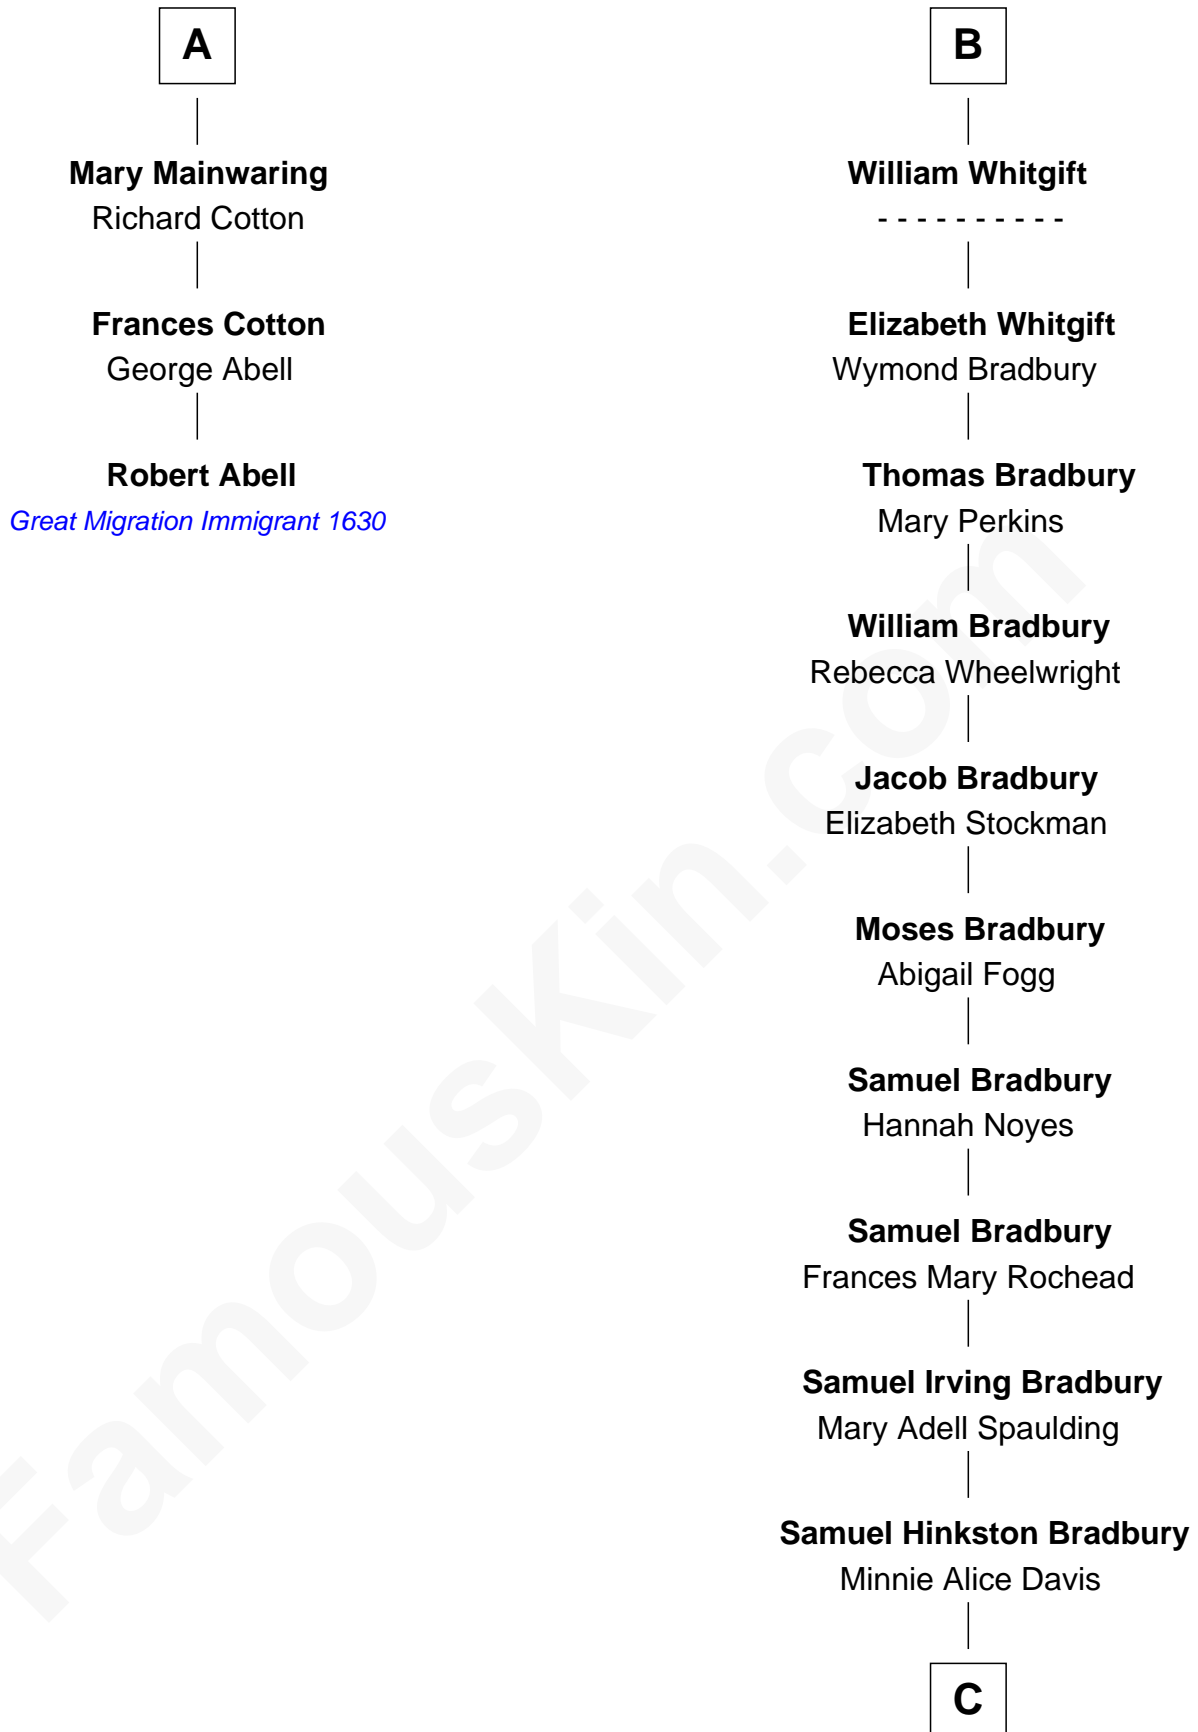 A
Mary Mainwaring
Richard Cotton
Frances Cotton
George Abell
Robert Abell
Great Migration Immigrant 1630
B
William Whitgift
- - - - - - - - - -
Elizabeth Whitgift
Wymond Bradbury
Thomas Bradbury
Mary Perkins
William Bradbury
Rebecca Wheelwright
Jacob Bradbury
Elizabeth Stockman
Moses Bradbury
Abigail Fogg
Samuel Bradbury
Hannah Noyes
Samuel Bradbury
Frances Mary Rochead
Samuel Irving Bradbury
Mary Adell Spaulding
Samuel Hinkston Bradbury
Minnie Alice Davis
C
FamousKin.com